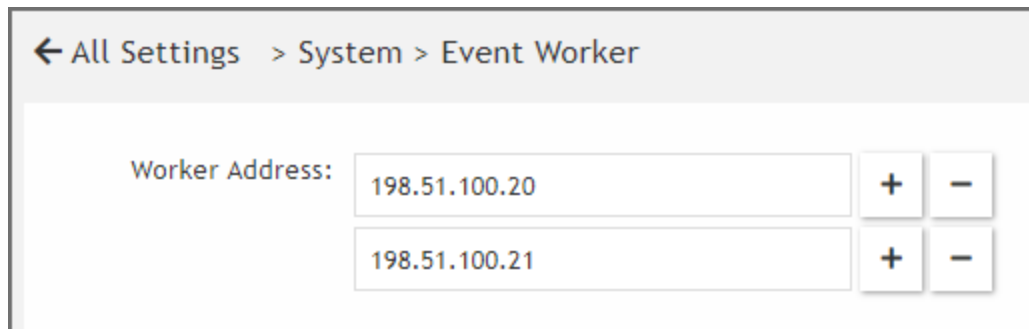 ← All Settings > System > Event Worker
Worker Address: 198.51.100.20 + −
198.51.100.21 + −